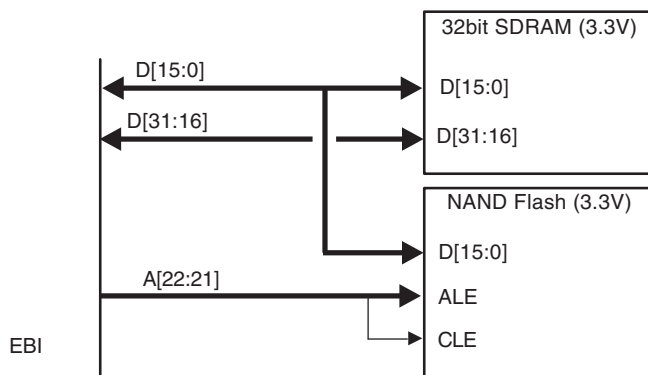 32bit SDRAM (3.3V)
D[15:0]
D[15:0]
D[31:16]
D[31:16]
NAND Flash (3.3V)
D[15:0]
A[22:21]
ALE
EBI
CLE